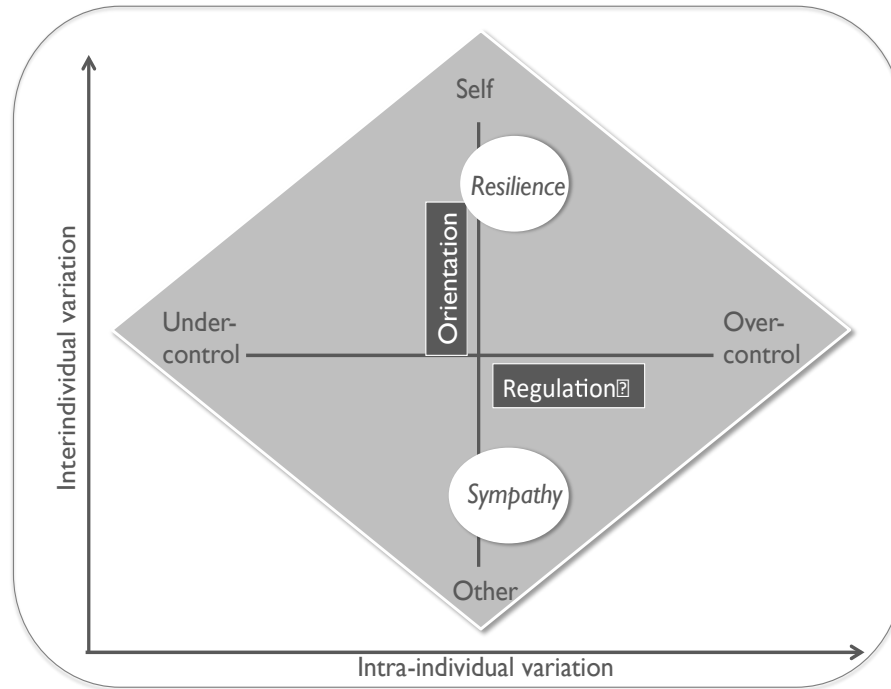 Self
Resilience
Orientation
Under-
control
Over-
control
Regulation
Sympathy
Other
Interindividual variation
Intra-individual variation